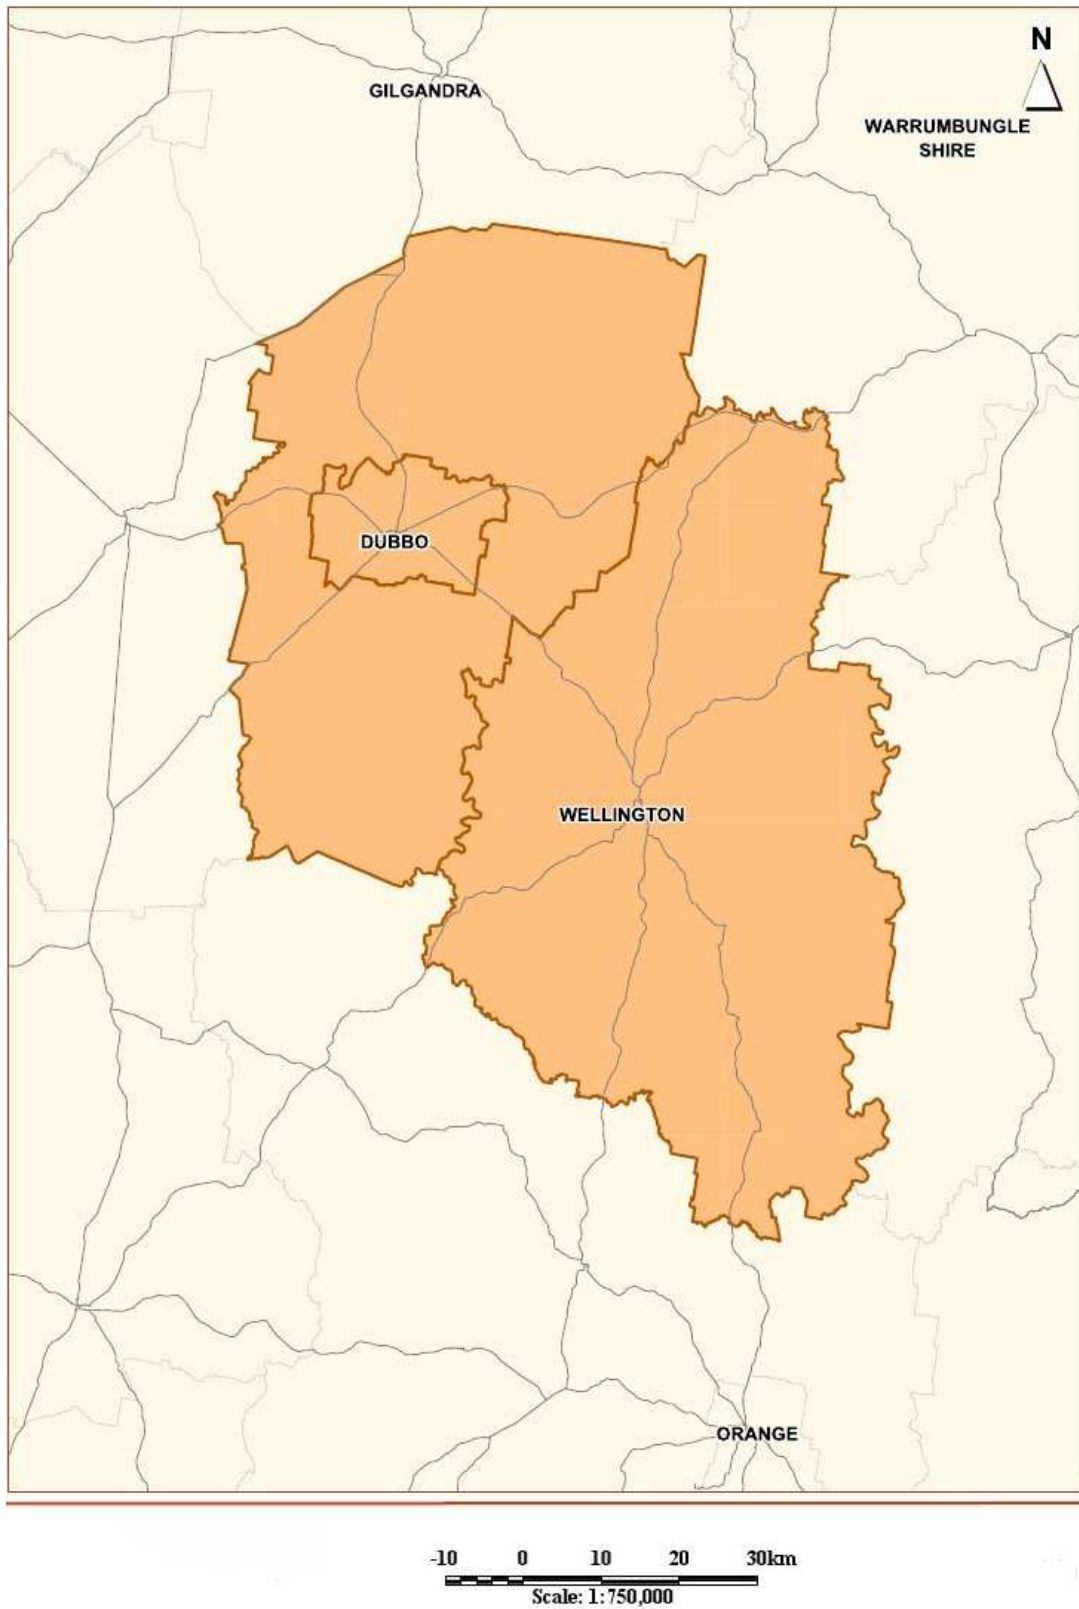 N
GILGANDRA
WARRUMBUNGLE
SHIRE
DUBBO
WELLINGTON
ORANGE
-10 0 10 20 30km
Scale: 1:750,000